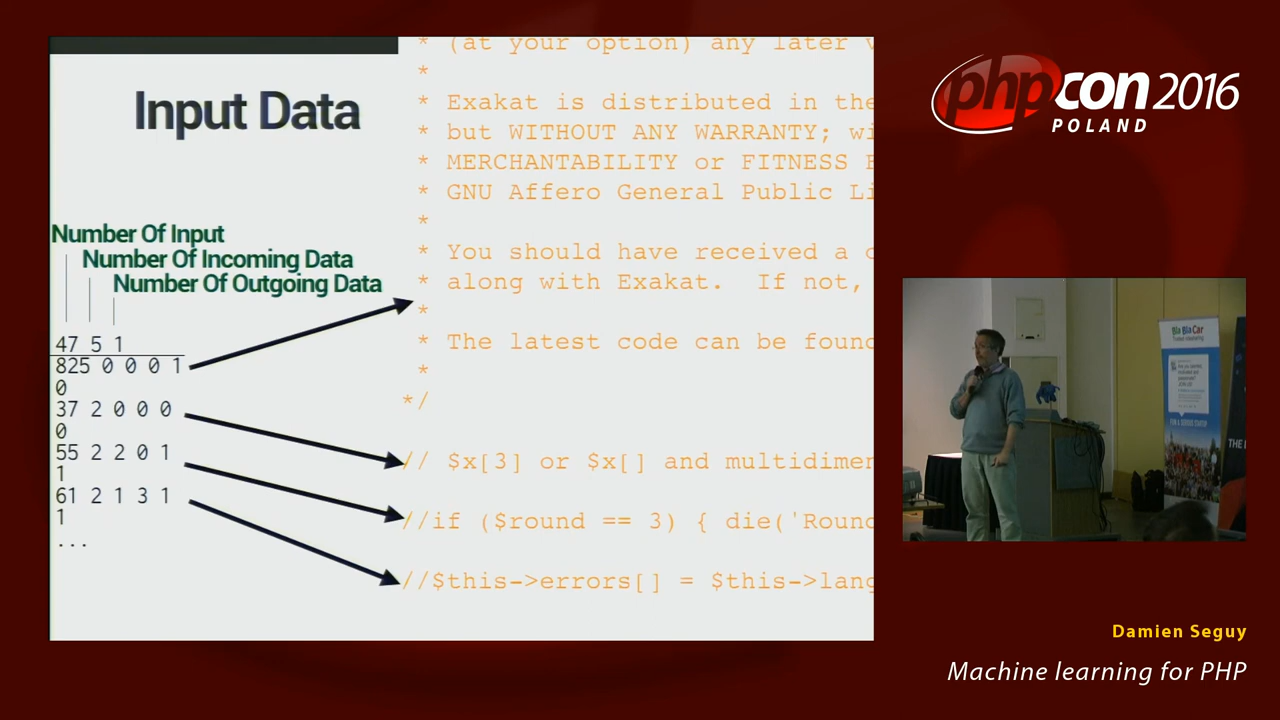 Input Data
Number Of Input
Number Of Incoming Data
Number Of Outgoing Data
47 5 1
825 0 0 0 1
0
37 2 0 0 0
0
55 2 2 0 1
1
61 2 1 3 1
1
...
* (at your option) any later
*
* Exakat is distributed in the
* but WITHOUT ANY WARRANTY;
* MERCHANTABILITY or FITNESS
* GNU Affero General Public
*
* You should have received a
* along with Exakat.  If not,
*
* The latest code can be found
*
*/
// $x[3] or $x[] and
//if ($round == 3) { die('Round
//$this->errors[] = $this->lang
phpcon 2016
POLAND
BlaBlaCar
Damien Seguy
Machine learning for PHP